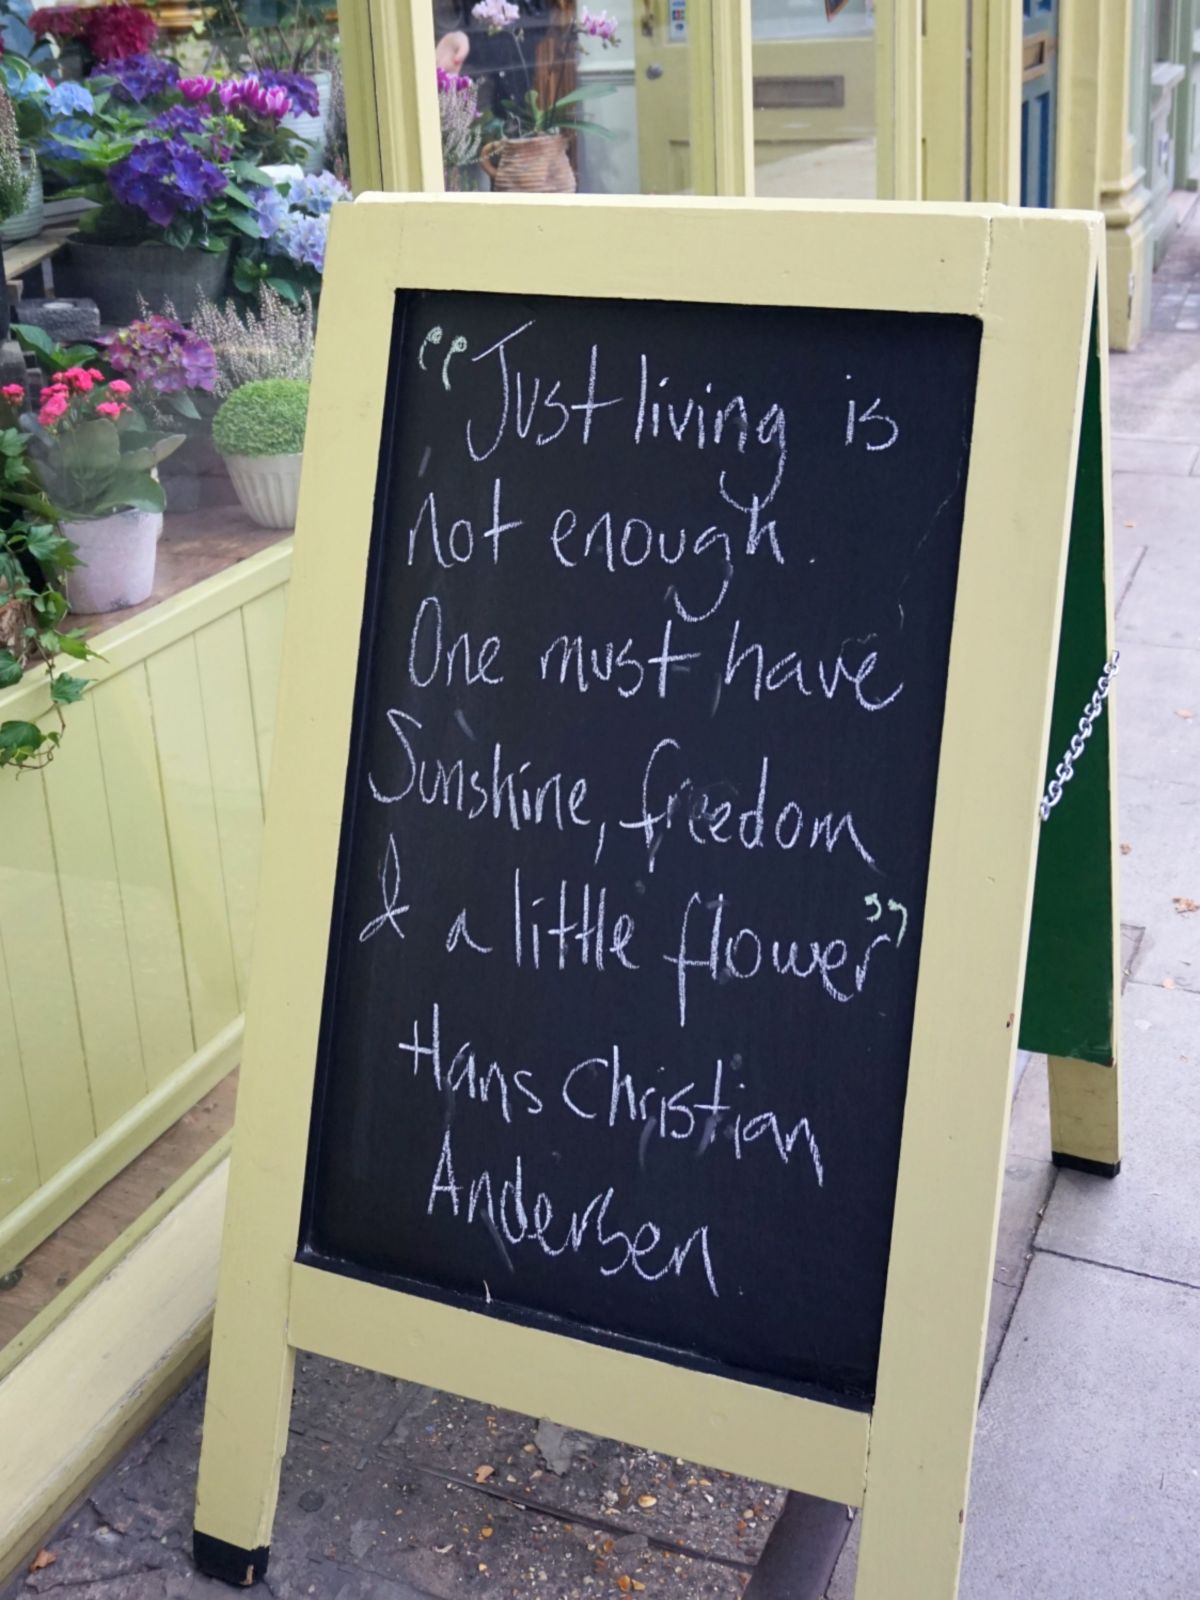 “Just living is
not enough.
One must have
Sunshine, freedom
& a little flower”
Hans Christian
Andersen